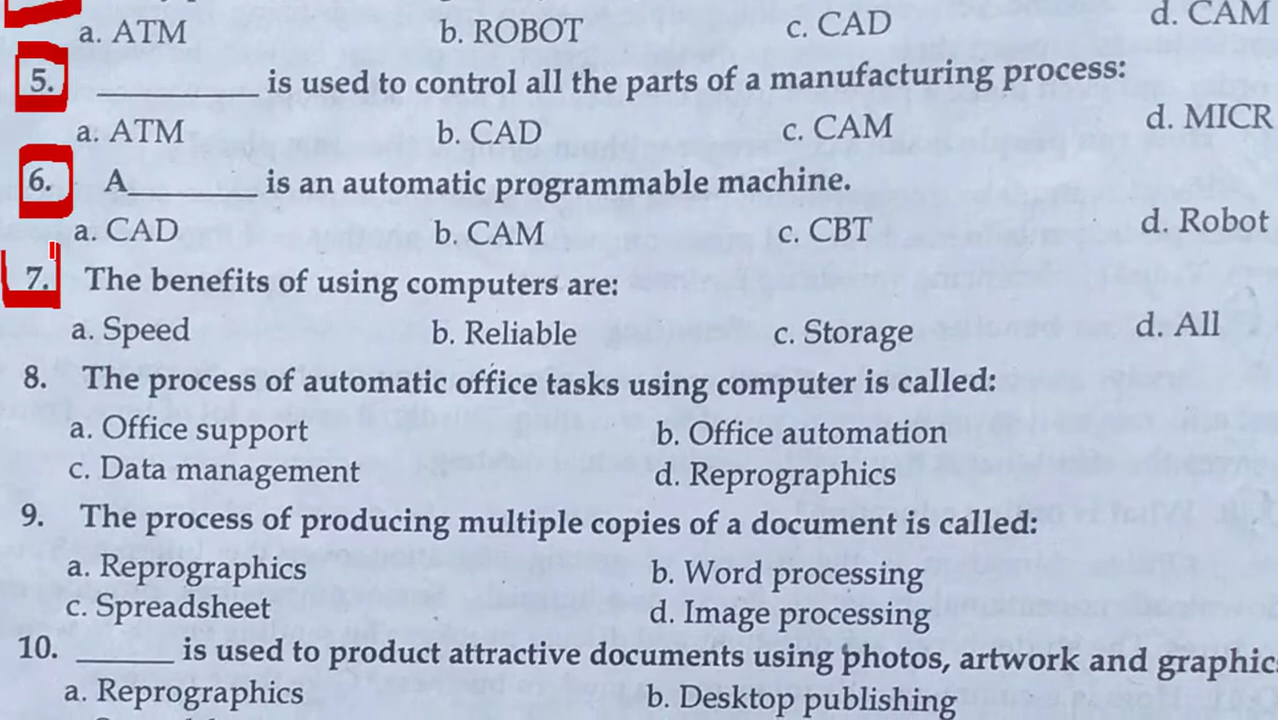 a. ATM b. ROBOT c. CAD d. CAM
5. ________ is used to control all the parts of a manufacturing process:
a. ATM b. CAD c. CAM d. MICR
6. A ________ is an automatic programmable machine.
a. CAD b. CAM c. CBT d. Robot
7. The benefits of using computers are:
a. Speed b. Reliable c. Storage d. All
8. The process of automatic office tasks using computer is called:
a. Office support b. Office automation
c. Data management d. Reprographics
9. The process of producing multiple copies of a document is called:
a. Reprographics b. Word processing
c. Spreadsheet d. Image processing
10. ______ is used to product attractive documents using photos, artwork and graphic
a. Reprographics b. Desktop publishing